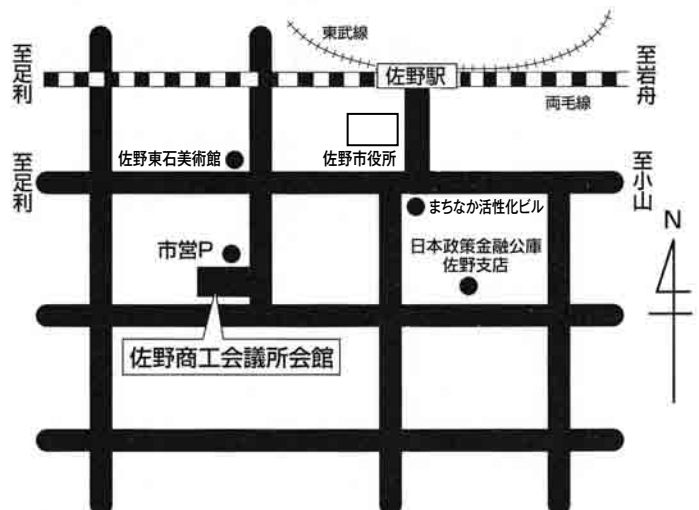 東武線
至足利
佐野駅
至岩舟
両毛線
佐野東石美術館
佐野市役所
至足利
至小山
まちなか活性化ビル
市営P
日本政策金融公庫
佐野支店
N
佐野商工会議所会館